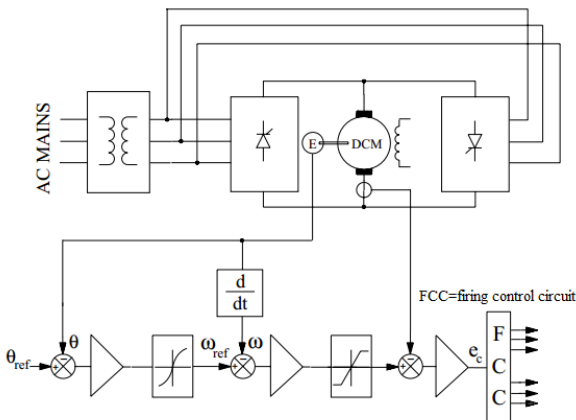 AC MAINS
E
DCM
d
dt
FCC=firing control circuit
θref
+
−
θ
ωref
+
−
ω
+
−
ec
F
C
C